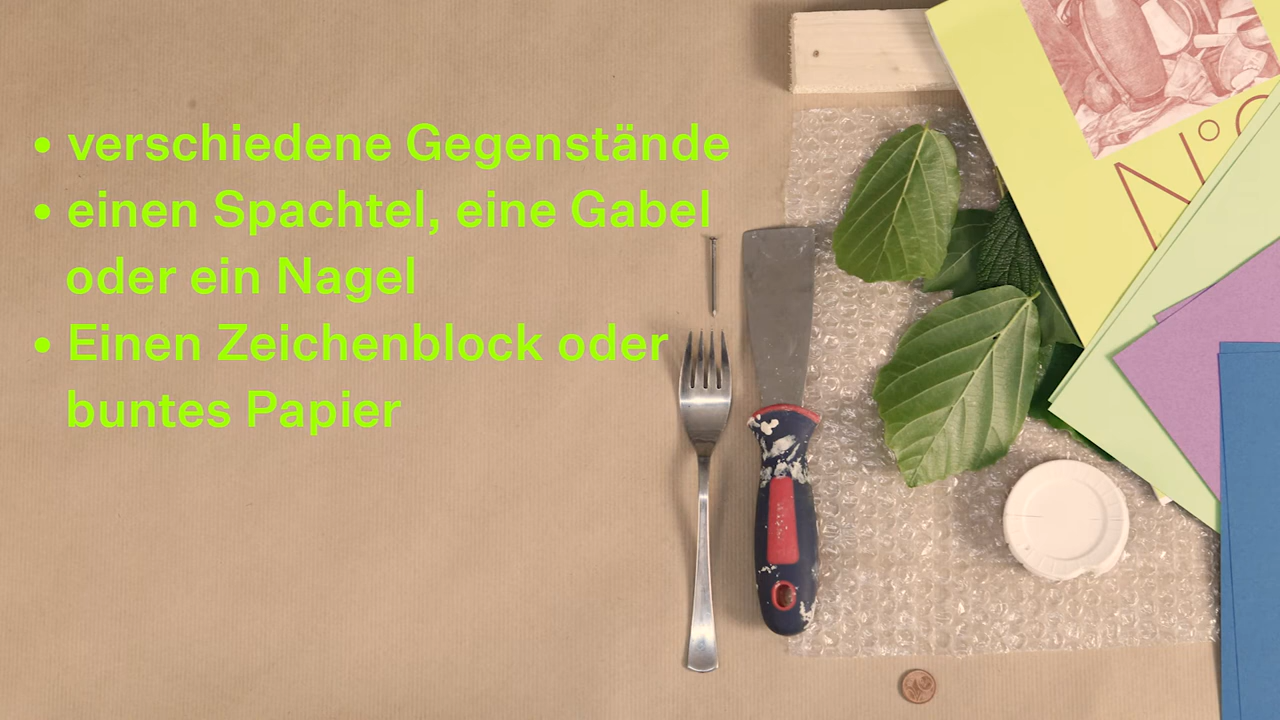 • verschiedene Gegenstände
• einen Spachtel, eine Gabel
oder ein Nagel
• Einen Zeichenblock oder
buntes Papier
N°